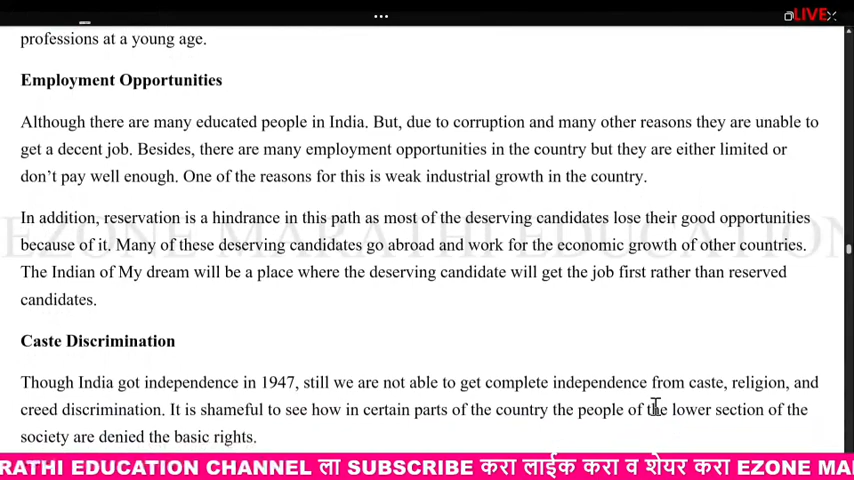 LIVE
professions at a young age.
Employment Opportunities
Although there are many educated people in India. But, due to corruption and many other reasons they are unable to
get a decent job. Besides, there are many employment opportunities in the country but they are either limited or
don’t pay well enough. One of the reasons for this is weak industrial growth in the country.
In addition, reservation is a hindrance in this path as most of the deserving candidates lose their good opportunities
because of it. Many of these deserving candidates go abroad and work for the economic growth of other countries.
EZONE MARATHI EDUCATION
The Indian of My dream will be a place where the deserving candidate will get the job first rather than reserved
candidates.
Caste Discrimination
Though India got independence in 1947, still we are not able to get complete independence from caste, religion, and
creed discrimination. It is shameful to see how in certain parts of the country the people of the lower section of the
society are denied the basic rights.
RATHI EDUCATION CHANNEL ला SUBSCRIBE करा लाईक करा व शेयर करा EZONE MA